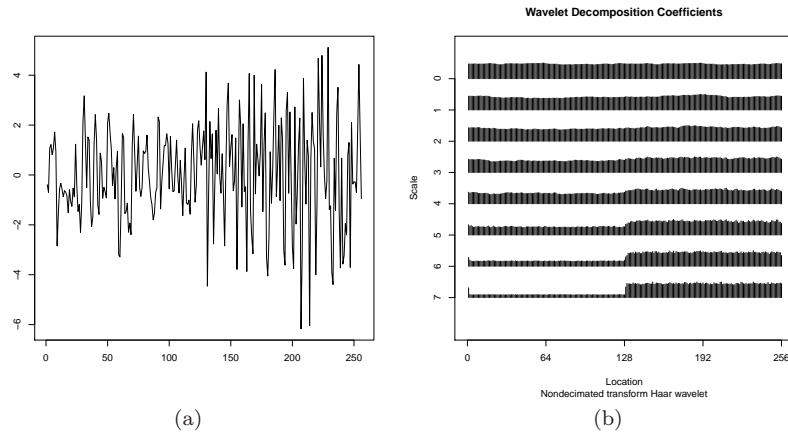 Wavelet Decomposition Coefficients
4
2
0
−2
−4
−6
0 50 100 150 200 250
(a)
Scale
0
1
2
3
4
5
6
7
0 64 128 192 256
Location
Nondecimated transform Haar wavelet
(b)